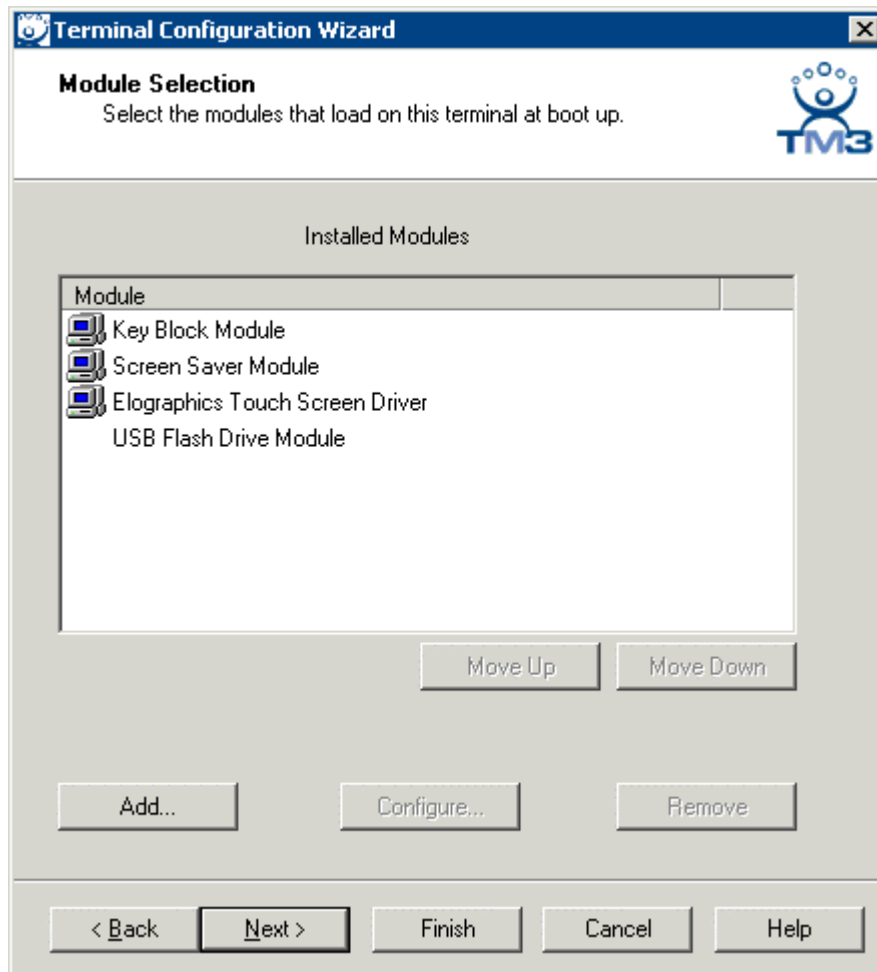 Terminal Configuration Wizard
Module Selection
Select the modules that load on this terminal at boot up.
TM3
Installed Modules
Module
Key Block Module
Screen Saver Module
Elographics Touch Screen Driver
USB Flash Drive Module
Move Up Move Down
Add... Configure... Remove
< Back Next > Finish Cancel Help